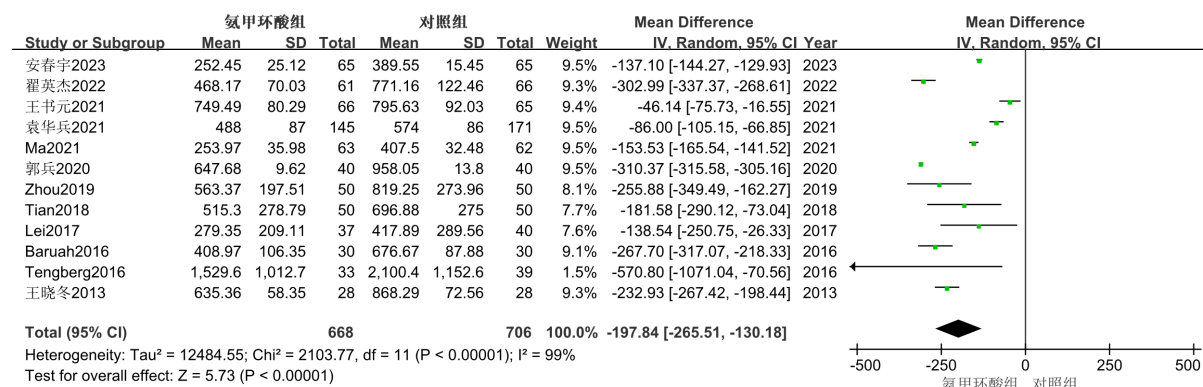 氨甲环酸组 对照组 Mean Difference Mean Difference
Study or Subgroup Mean SD Total Mean SD Total Weight IV, Random, 95% CI Year IV, Random, 95% CI
安春宇2023 252.45 25.12 65 389.55 15.45 65 9.5% -137.10 [-144.27, -129.93] 2023
翟英杰2022 468.17 70.03 61 771.16 122.46 66 9.5% -302.99 [-337.37, -268.61] 2022
王书元2021 749.49 80.29 66 795.63 92.03 65 9.4% -46.14 [-75.73, -16.55] 2021
袁华兵2021 488 87 145 574 86 171 9.5% -86.00 [-105.15, -66.85] 2021
Ma2021 253.97 35.98 63 407.5 32.48 62 9.5% -153.53 [-165.54, -141.52] 2021
郭兵2020 647.68 9.62 40 958.05 13.8 40 9.5% -310.37 [-315.58, -305.16] 2020
Zhou2019 563.37 197.51 50 819.25 273.96 50 8.1% -255.88 [-349.49, -162.27] 2019
Tian2018 515.3 278.79 50 696.88 275 50 7.7% -181.58 [-290.12, -73.04] 2018
Lei2017 279.35 209.11 37 417.89 289.56 40 7.6% -138.54 [-250.75, -26.33] 2017
Baruah2016 408.97 106.35 30 676.67 87.88 30 9.1% -267.70 [-317.07, -218.33] 2016
Tengberg2016 1,529.6 1,012.7 33 2,100.4 1,152.6 39 1.5% -570.80 [-1071.04, -70.56] 2016
王晓冬2013 635.36 58.35 28 868.29 72.56 28 9.3% -232.93 [-267.42, -198.44] 2013
Total (95% CI) 668 706 100.0% -197.84 [-265.51, -130.18]
Heterogeneity: Tau² = 12484.55; Chi² = 2103.77, df = 11 (P < 0.00001); I² = 99%
Test for overall effect: Z = 5.73 (P < 0.00001)
-500 -250 0 250 500
氨甲环酸组 对照组